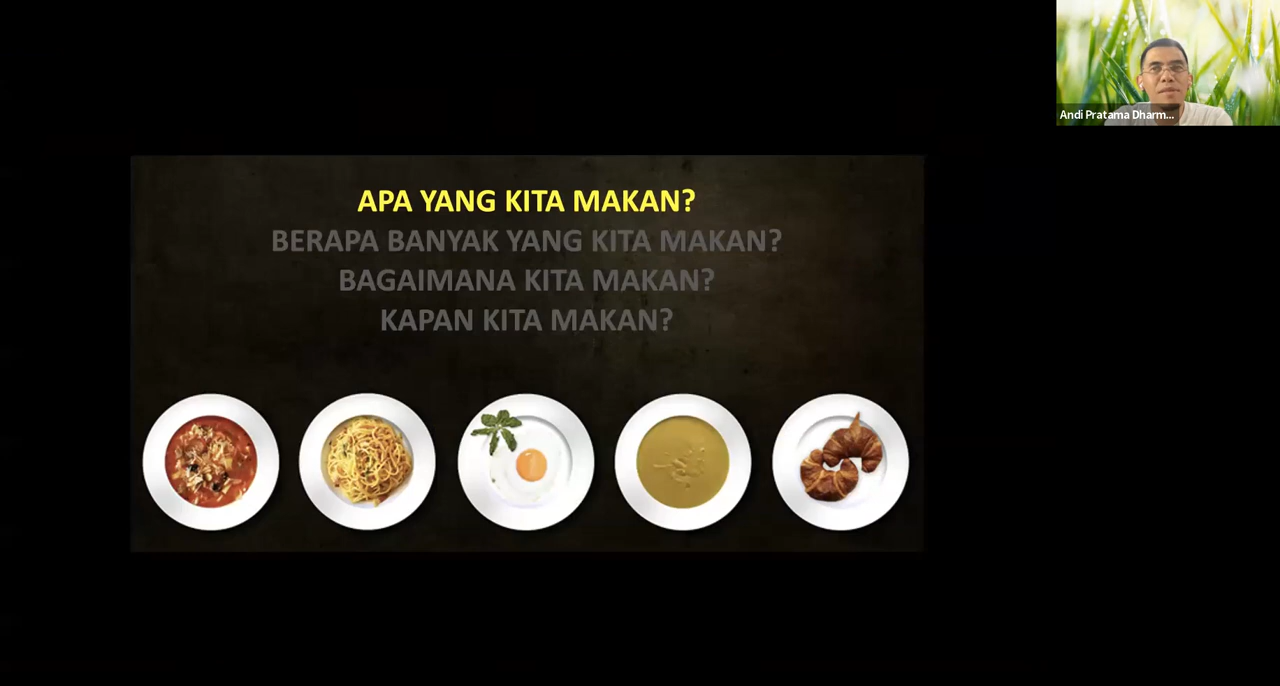 APA YANG KITA MAKAN?
BERAPA BANYAK YANG KITA MAKAN?
BAGAIMANA KITA MAKAN?
KAPAN KITA MAKAN?
Andi Pratama Dharm...